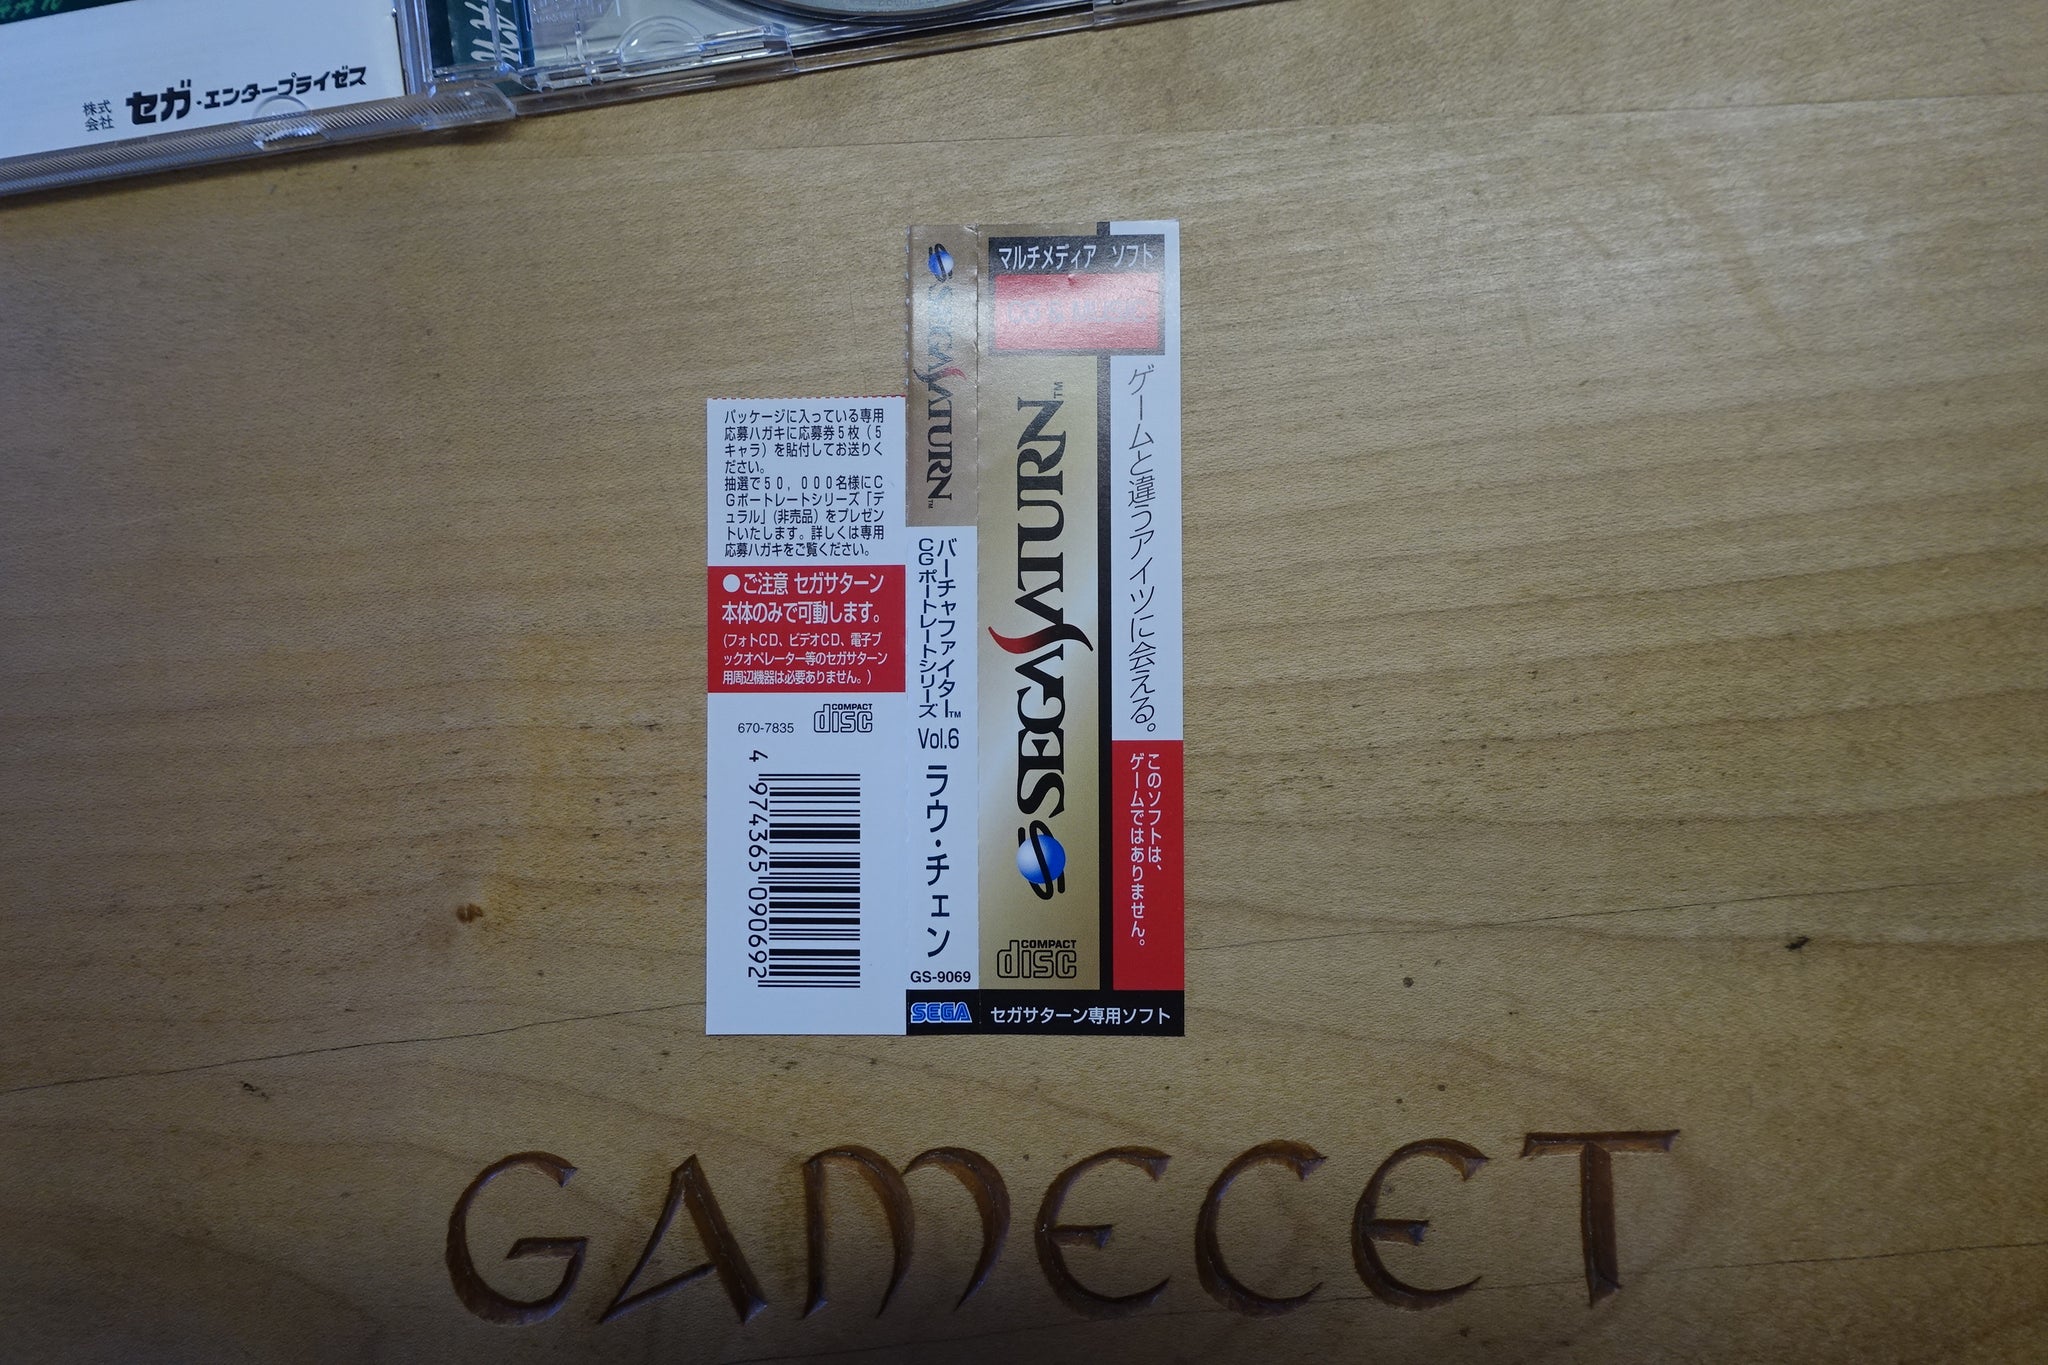 株式
会社
セガ・エンタープライゼス
パッケージに入っている専用
応募ハガキに応募券5枚(5
キャラ)を貼付してお送りく
ださい。
抽選で50,000名様にC
Gポートレートシリーズ「デ
ュラル」(非売品)をプレゼン
トいたします。詳しくは専用
応募ハガキをご覧ください。
●ご注意 セガサターン
本体のみで可動します。
(フォトCD、ビデオCD、電子ブ
ックオペレーター等のセガサターン
用周辺機器は必要ありません。)
670-7835
COMPACT
disc
4 974365 090692
SEGA SATURN™
バーチャファイター™
CGポートレートシリーズ
Vol.6
ラウ・チェン
GS-9069
SEGA
マルチメディア ソフト
SEGA SATURN™
COMPACT
disc
ゲームと違うアイツに会える。
このソフトは、
ゲームではありません。
セガサターン専用ソフト
GAMECET